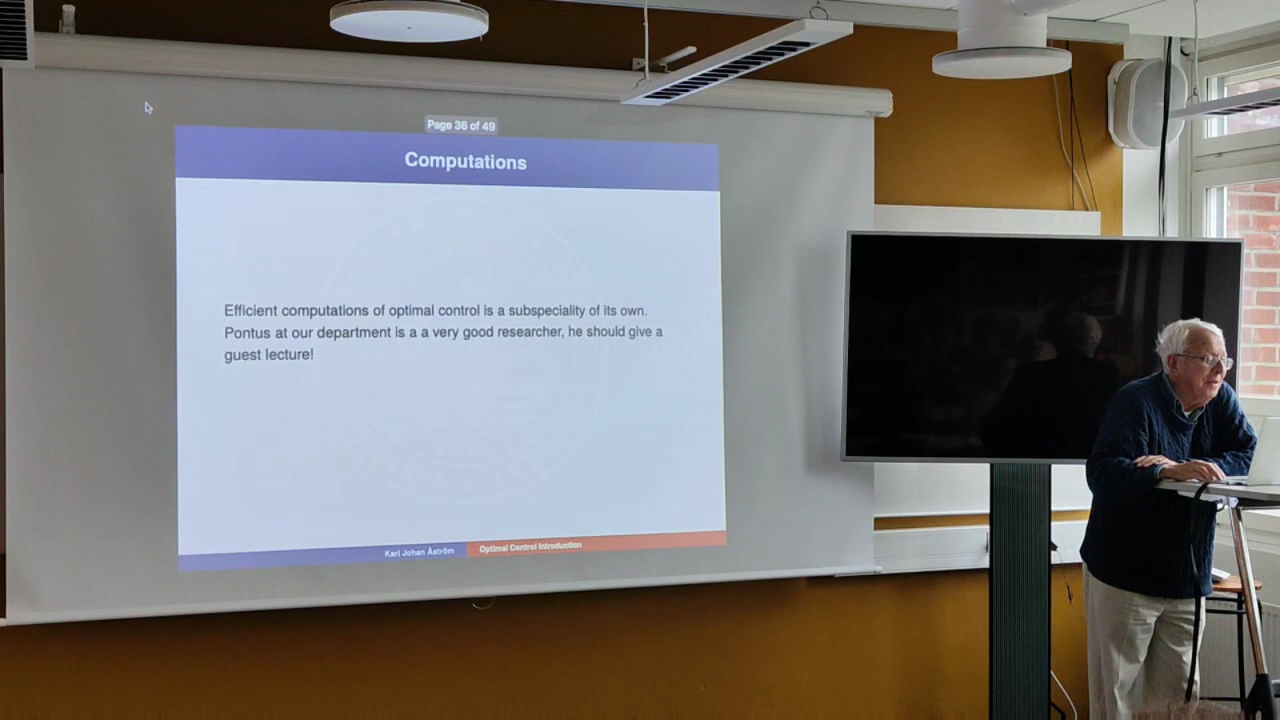 Page 36 of 49
Computations
Efficient computations of optimal control is a subspeciality of its own.
Pontus at our department is a a very good researcher, he should give a
guest lecture!
Karl Johan Åström
Optimal Control Introduction